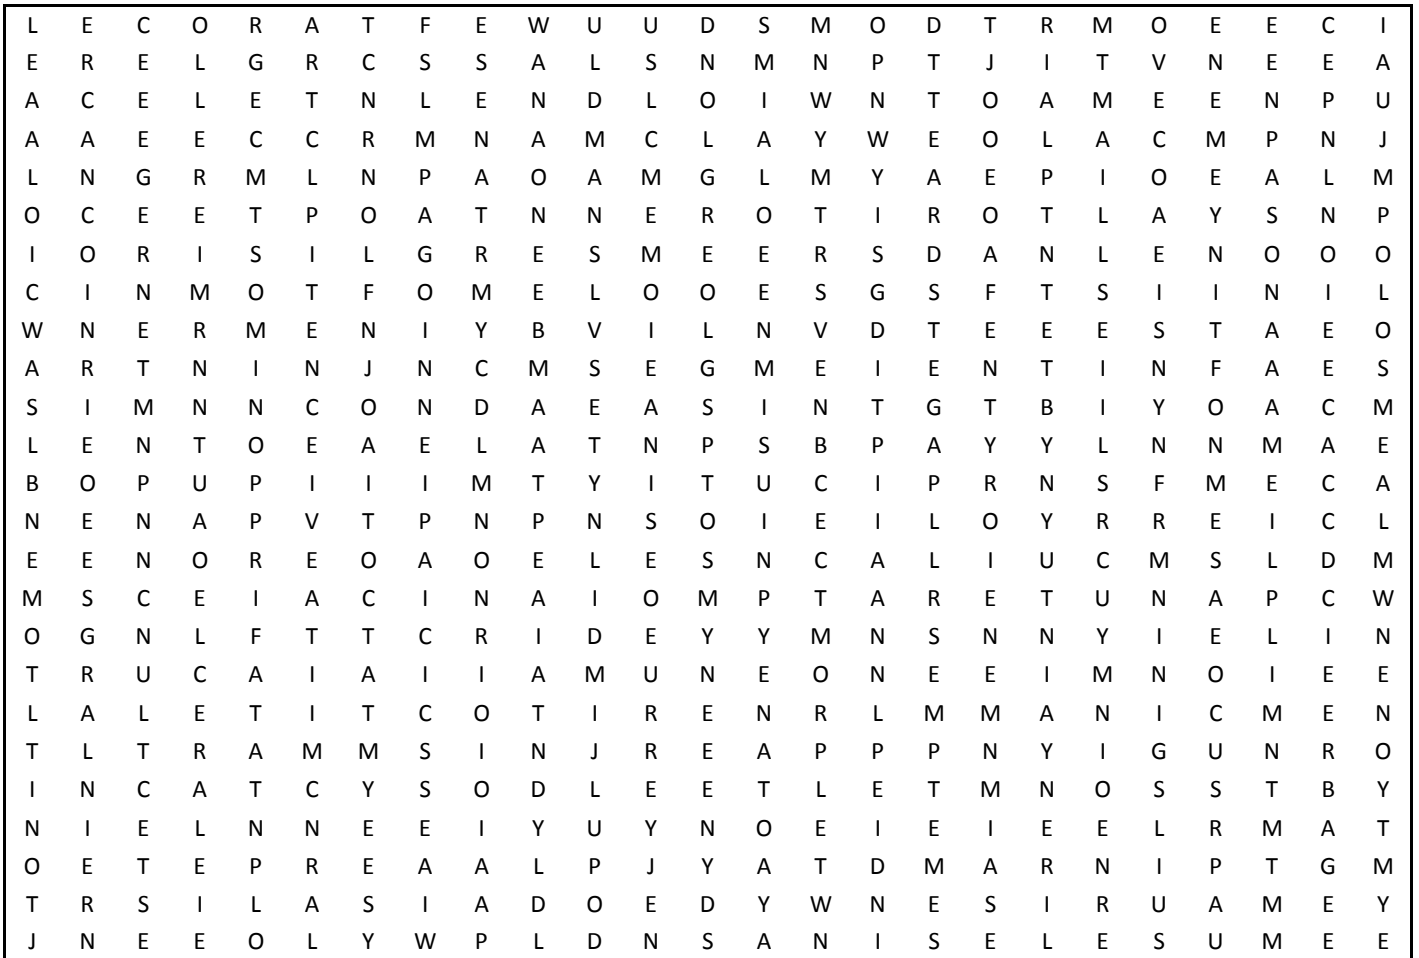 L E C O R A T F E W U U D S M O D T R M O E E C I
E R E L G R C S S A L S N M N P T J I T V N E E A
A C E L E T N L E N D L O I W N T O A M E E N P U
A A E E C C R M N A M C L A Y W E O L A C M P N J
L N G R M L N P A O A M G L M Y A E P I O E A L M
O C E E T P O A T N N E R O T I R O T L A Y S N P
I O R I S I L G R E S M E E R S D A N L E N O O O
C I N M O T F O M E L O O E S G S F T S I I N I L
W N E R M E N I Y B V I L N V D T E E E S T A E O
A R T N I N J N C M S E G M E I E N T I N F A E S
S I M N N C O N D A E A S I N T G T B I Y O A C M
L E N T O E A E L A T N P S B P A Y Y L N N M A E
B O P U P I I I M T Y I T U C I P R N S F M E C A
N E N A P V T P N P N S O I E I L O Y R R E I C L
E E N O R E O A O E L E S N C A L I U C M S L D M
M S C E I A C I N A I O M P T A R E T U N A P C W
O G N L F T T C R I D E Y Y M N S N N Y I E L I N
T R U C A I A I I A M U N E O N E E I M N O I E E
L A L E T I T C O T I R E N R L M M A N I C M E N
T L T R A M M S I N J R E A P P P N Y I G U N R O
I N C A T C Y S O D L E E T L E T M N O S S T B Y
N I E L N N E E I Y U Y N O E I E I E E L R M A T
O E T E P R E A A L P J Y A T D M A R N I P T G M
T R S I L A S I A D O E D Y W N E S I R U A M E Y
J N E E O L Y W P L D N S A N I S E L E S U M E E